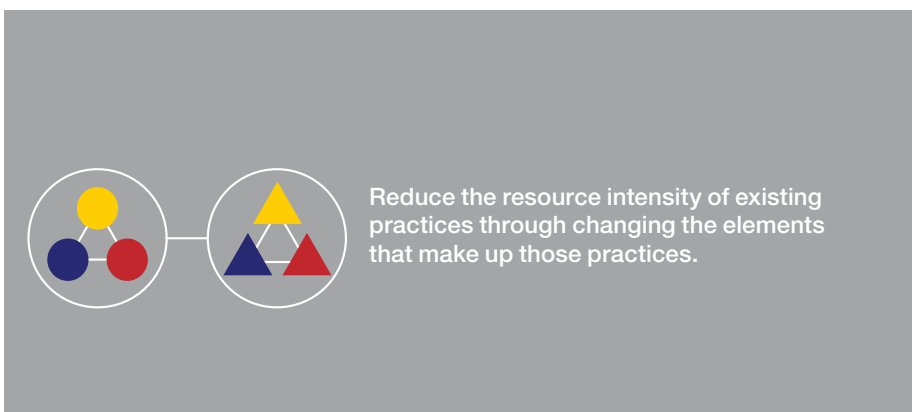 Reduce the resource intensity of existing
practices through changing the elements
that make up those practices.